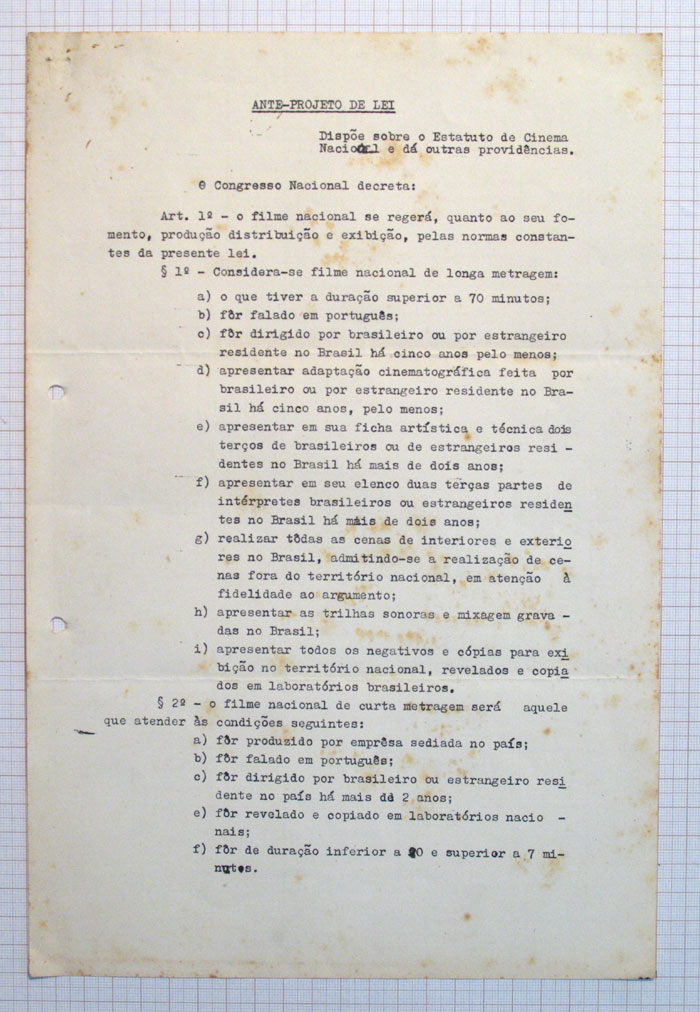 ANTE-PROJETO DE LEI
Dispõe sobre o Estatuto de Cinema
Nacional e dá outras providências.
O Congresso Nacional decreta:
Art. 1º - o filme nacional se regerá, quanto ao seu fo-
mento, produção distribuição e exibição, pelas normas constan-
tes da presente lei.
§ 1º - Considera-se filme nacional de longa metragem:
a) o que tiver a duração superior a 70 minutos;
b) fôr falado em português;
c) fôr dirigido por brasileiro ou por estrangeiro
residente no Brasil há cinco anos pelo menos;
d) apresentar adaptação cinematográfica feita por
brasileiro ou por estrangeiro residente no Bra-
sil há cinco anos, pelo menos;
e) apresentar em sua ficha artística e técnica dois
terços de brasileiros ou de estrangeiros resi -
dentes no Brasil há mais de dois anos;
f) apresentar em seu elenco duas terças partes de
intérpretes brasileiros ou estrangeiros residen
tes no Brasil há mais de dois anos;
g) realizar tôdas as cenas de interiores e exterio
res no Brasil, admitindo-se a realização de ce-
nas fora do território nacional, em atenção à
fidelidade ao argumento;
h) apresentar as trilhas sonoras e mixagem grava -
das no Brasil;
i) apresentar todos os negativos e cópias para exi
bição no território nacional, revelados e copia
dos em laboratórios brasileiros.
§ 2º - o filme nacional de curta metragem será aquele
que atender às condições seguintes:
a) fôr produzido por emprêsa sediada no país;
b) fôr falado em português;
c) fôr dirigido por brasileiro ou estrangeiro resi
dente no país há mais dd 2 anos;
e) fôr revelado e copiado em laboratórios nacio -
nais;
f) fôr de duração inferior a e superior a 7 mi-
nutos.